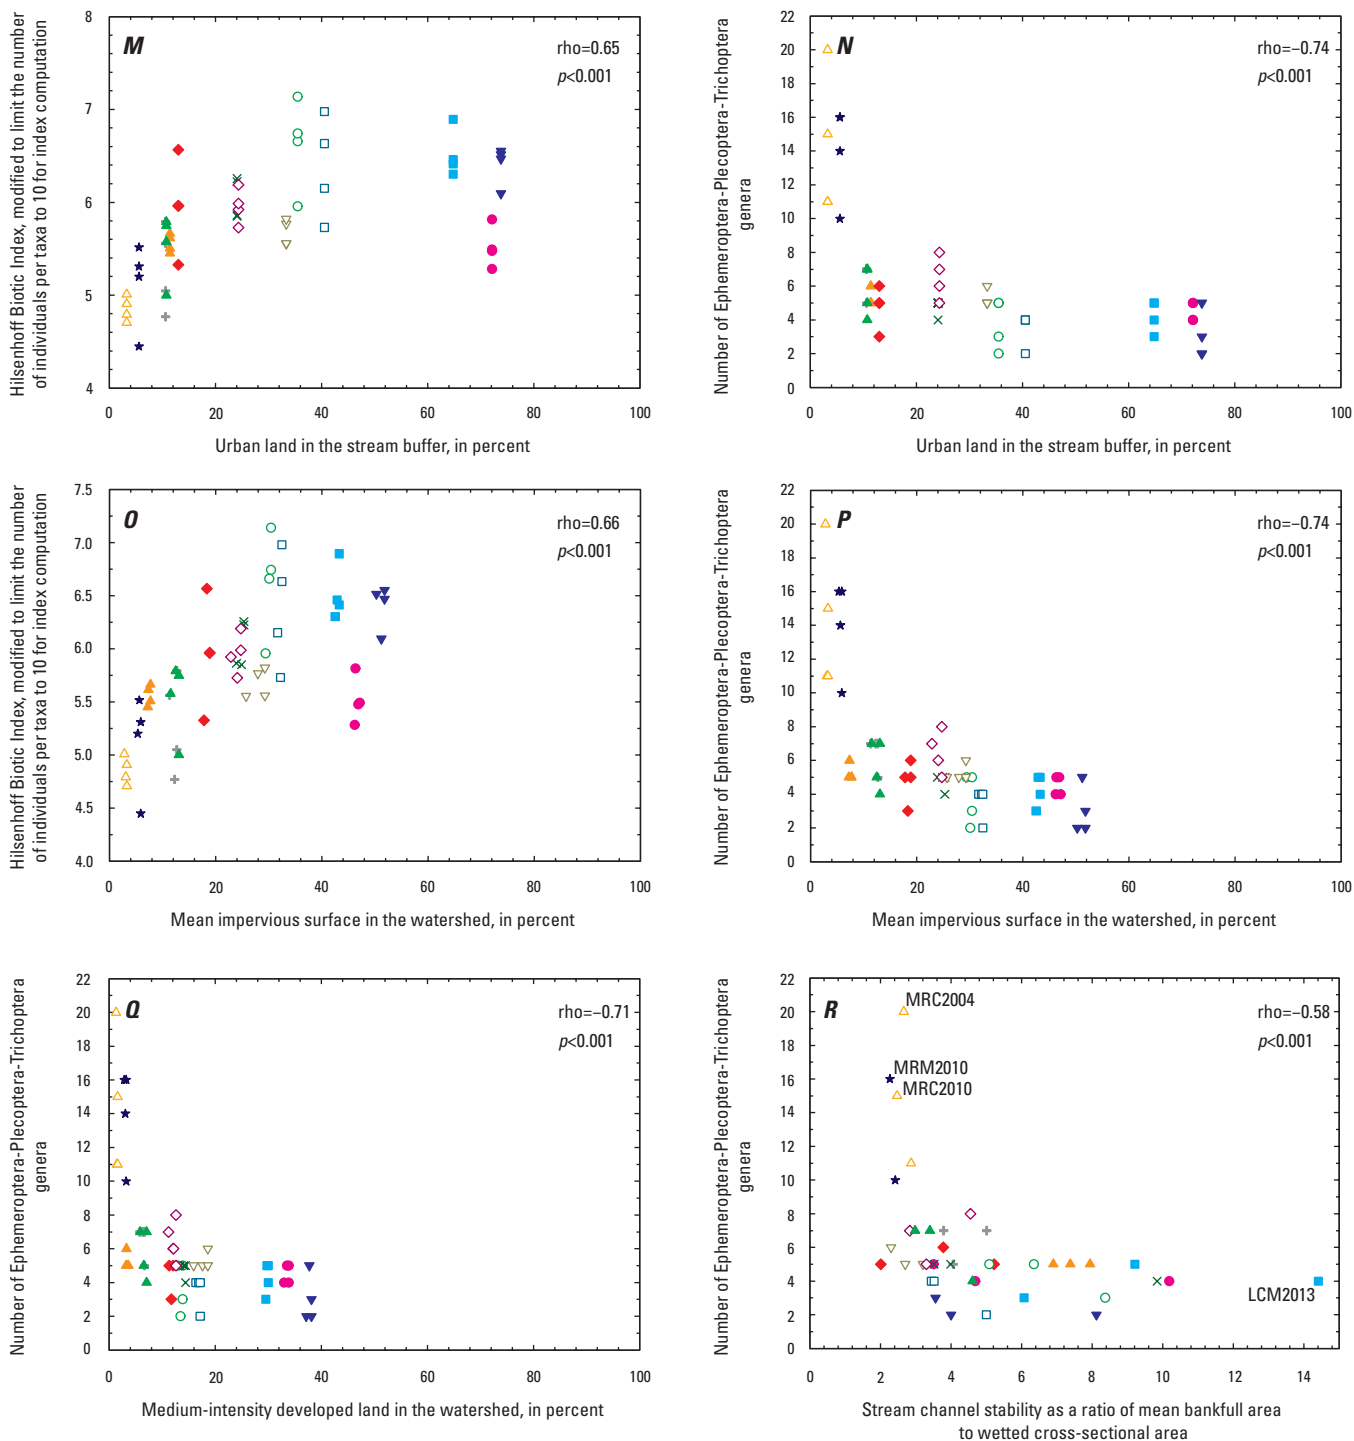 Hilsenhoff Biotic Index, modified to limit the number
of individuals per taxa to 10 for index computation
8
7
6
5
4
M
rho=0.65
p<0.001
0 20 40 60 80 100
Urban land in the stream buffer, in percent
Number of Ephemeroptera-Plecoptera-Trichoptera
genera
22
20
18
16
14
12
10
8
6
4
2
0
N
rho=−0.74
p<0.001
0 20 40 60 80 100
Urban land in the stream buffer, in percent
Hilsenhoff Biotic Index, modified to limit the number
of individuals per taxa to 10 for index computation
7.5
7.0
6.5
6.0
5.5
5.0
4.5
4.0
O
rho=0.66
p<0.001
0 20 40 60 80 100
Mean impervious surface in the watershed, in percent
Number of Ephemeroptera-Plecoptera-Trichoptera
genera
22
20
18
16
14
12
10
8
6
4
2
0
P
rho=−0.74
p<0.001
0 20 40 60 80 100
Mean impervious surface in the watershed, in percent
Number of Ephemeroptera-Plecoptera-Trichoptera
genera
22
20
18
16
14
12
10
8
6
4
2
0
Q
rho=−0.71
p<0.001
0 20 40 60 80 100
Medium-intensity developed land in the watershed, in percent
Number of Ephemeroptera-Plecoptera-Trichoptera
genera
22
20
18
16
14
12
10
8
6
4
2
0
R
MRC2004
rho=−0.58
p<0.001
MRM2010
MRC2010
LCM2013
0 2 4 6 8 10 12 14
Stream channel stability as a ratio of mean bankfull area
to wetted cross-sectional area